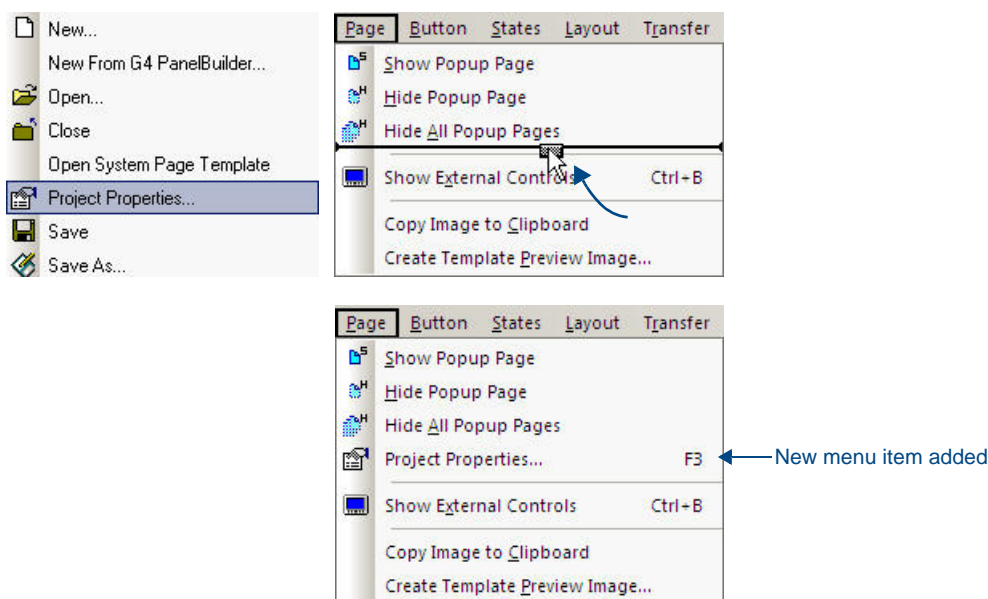 New...
New From G4 PanelBuilder...
Open...
Close
Open System Page Template
Project Properties...
Save
Save As...
Page Button States Layout Transfer
Show Popup Page
Hide Popup Page
Hide All Popup Pages
Show External Controls Ctrl+B
Copy Image to Clipboard
Create Template Preview Image...
Page Button States Layout Transfer
Show Popup Page
Hide Popup Page
Hide All Popup Pages
Project Properties... F3
New menu item added
Show External Controls Ctrl+B
Copy Image to Clipboard
Create Template Preview Image...